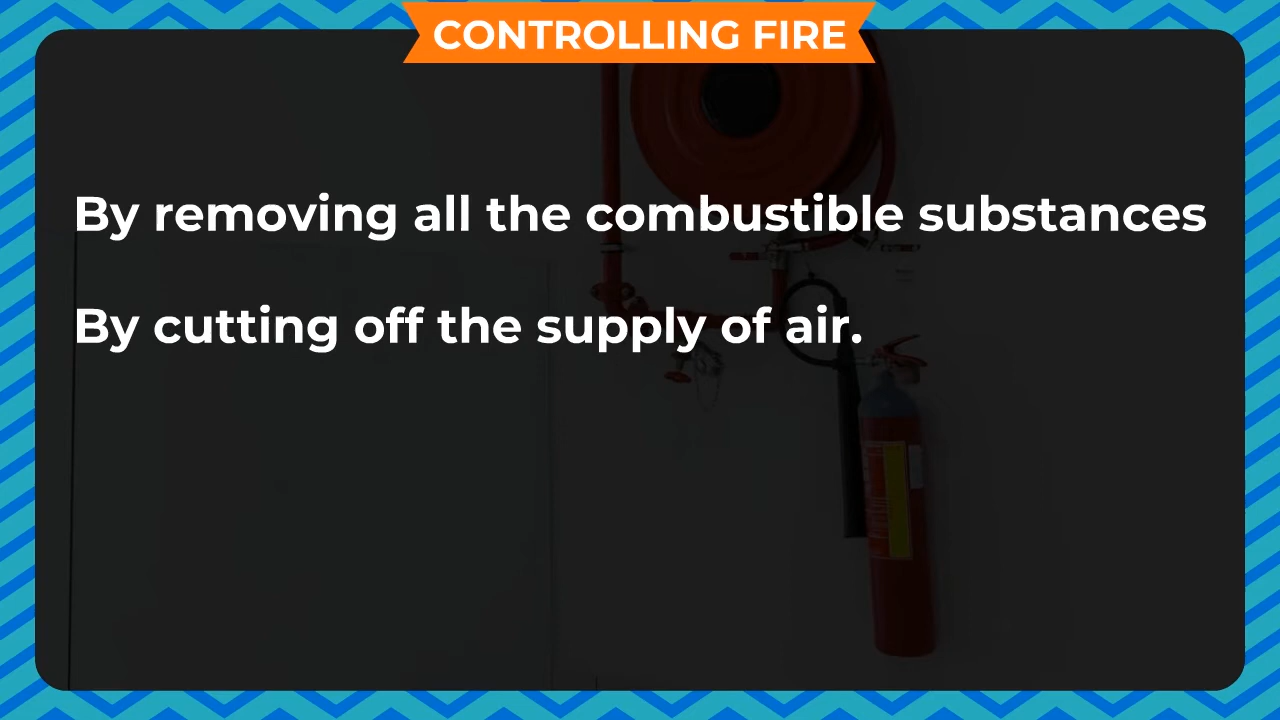 CONTROLLING FIRE
By removing all the combustible substances
By cutting off the supply of air.